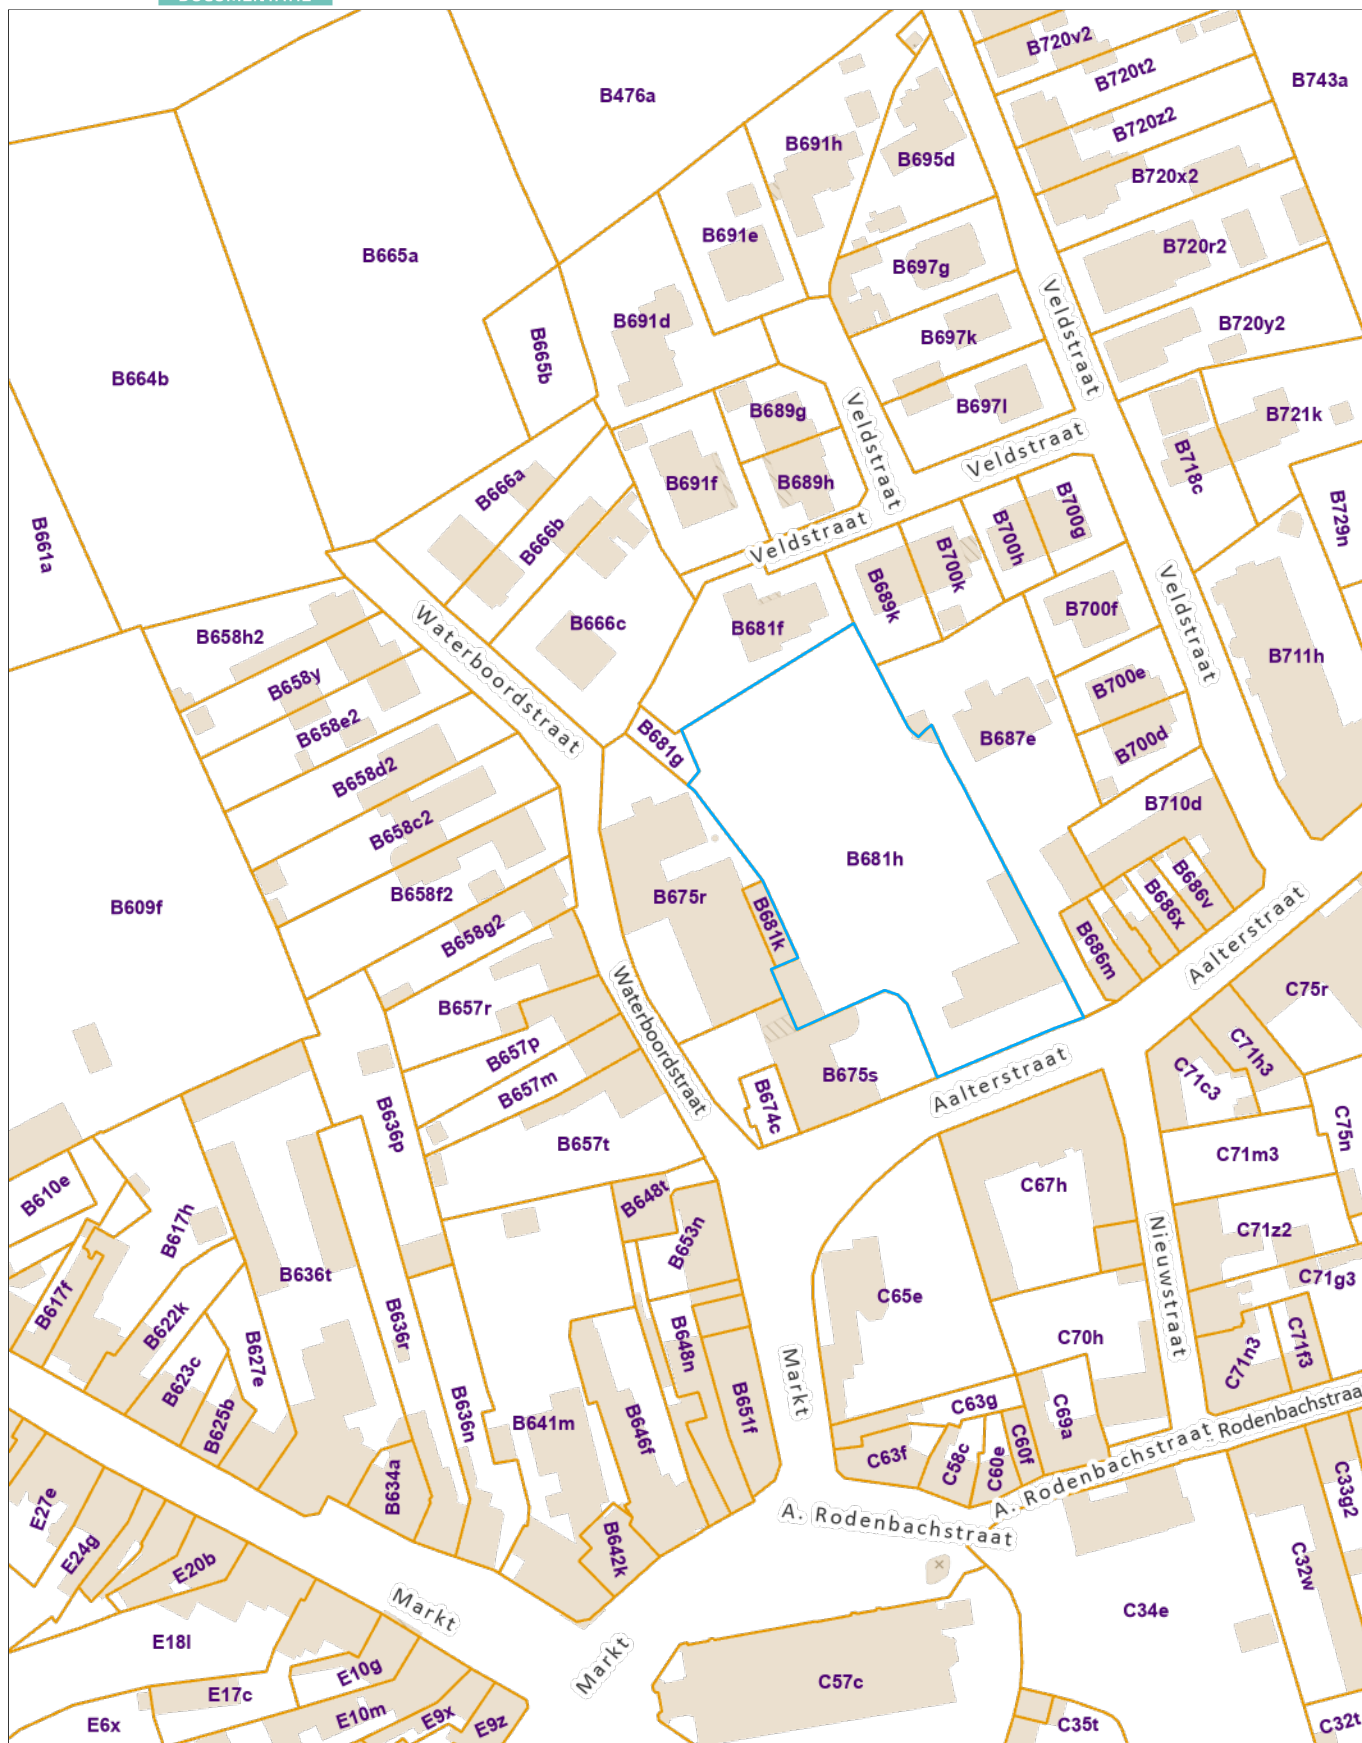 B720v2
B720t2
B743a
B476a
B720z2
B691h
B695d
B720x2
B691e
B720r2
B665a
B697g
Veldstraat
B691d
B720y2
B697k
B665b
B664b
B697l
B689g
B721k
Veldstraat
Veldstraat
B718c
B666a
B691f
B689h
B700g
B729n
B666b
B700h
Veldstraat
B661a
B700k
B689k
Veldstraat
B666c
B681f
B700f
B658h2
Waterboordstraat
B711h
B658y
B700e
B658e2
B681g
B687e
B700d
B658d2
B710d
B658c2
B681h
B686v
B658f2
B675r
B686x
B609f
B681k
Aalterstraat
B658g2
B686m
C75r
B657r
Waterboordstraat
B657p
C71h3
B675s
C71c3
Aalterstraat
B657m
B674c
B636p
C75n
B657t
C71m3
C67h
B610e
B648t
B617h
B653n
C71z2
B636t
Nieuwstraat
C71g3
C65e
B617f
B622k
B636r
C70h
B627e
B648n
C71f3
C71n3
B623c
Markt
C63g
Rodenbachstraa
B651f
B641m
B636n
B646f
B625b
C69a
C60f
C63f
C58c
C60e
A. Rodenbachstraat
B634a
C33g2
E27e
A. Rodenbachstraat
B642k
E24g
E20b
C32w
Markt
C34e
E18l
Markt
E10g
C57c
E17c
E10m
E9x
E9z
E6x
C35t
C32t